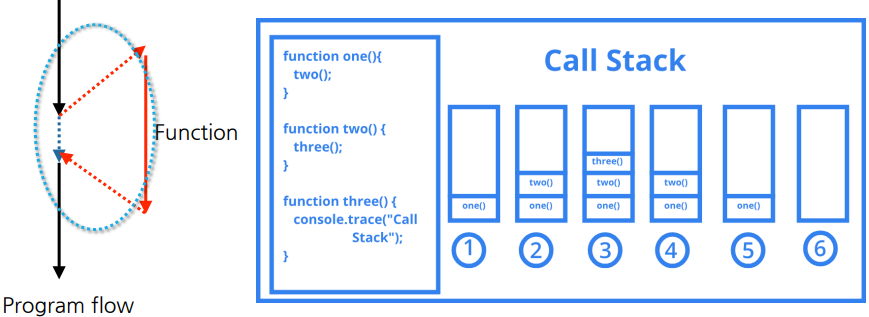 Function
Program flow
function one(){
two();
}
function two() {
three();
}
function three() {
console.trace("Call
Stack");
}
Call Stack
one()
two()
one()
three()
two()
one()
two()
one()
one()
1
2
3
4
5
6